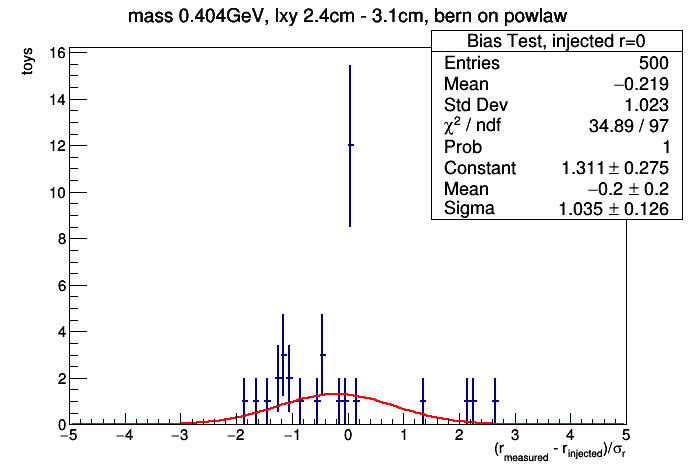 mass 0.404GeV, lxy 2.4cm - 3.1cm, bern on powlaw
Bias Test, injected r=0
Entries 500
Mean −0.219
Std Dev 1.023
χ² / ndf 34.89 / 97
Prob 1
Constant 1.311 ± 0.275
Mean −0.2 ± 0.2
Sigma 1.035 ± 0.126
toys
16
14
12
10
8
6
4
2
0
−5 −4 −3 −2 −1 0 1 2 3 4 5
(r_measured - r_injected)/σ_r